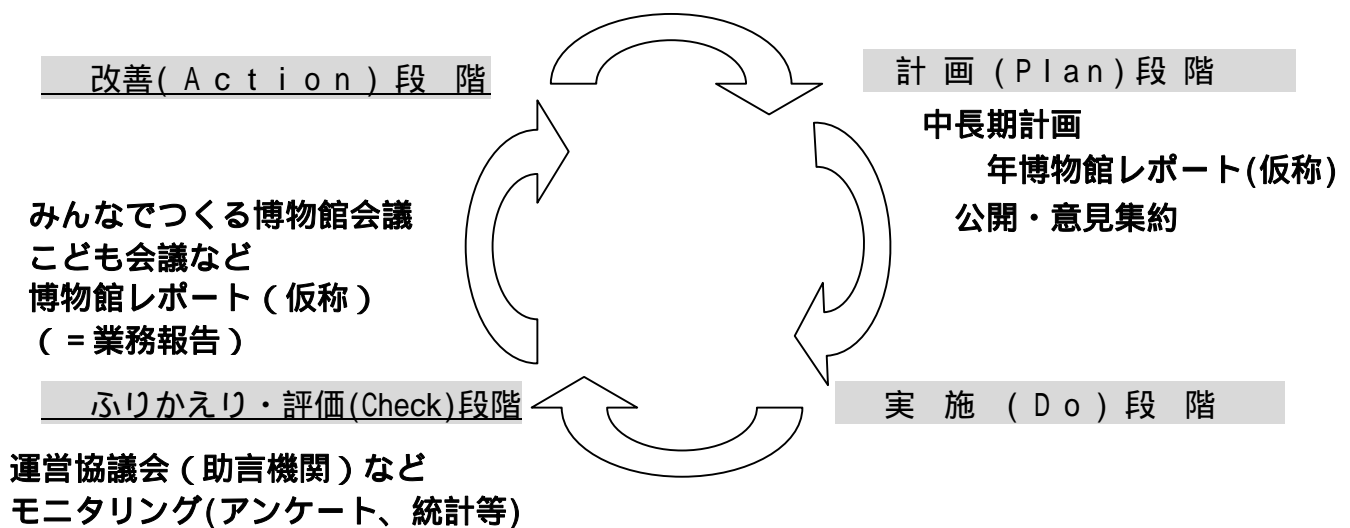 改善(Action)段 階
計 画 (Plan)段 階
中長期計画
年博物館レポート(仮称)
公開・意見集約
みんなでつくる博物館会議
こども会議など
博物館レポート(仮称)
(=業務報告)
ふりかえり・評価(Check)段階
実 施 (Do)段 階
運営協議会(助言機関)など
モニタリング(アンケート、統計等)